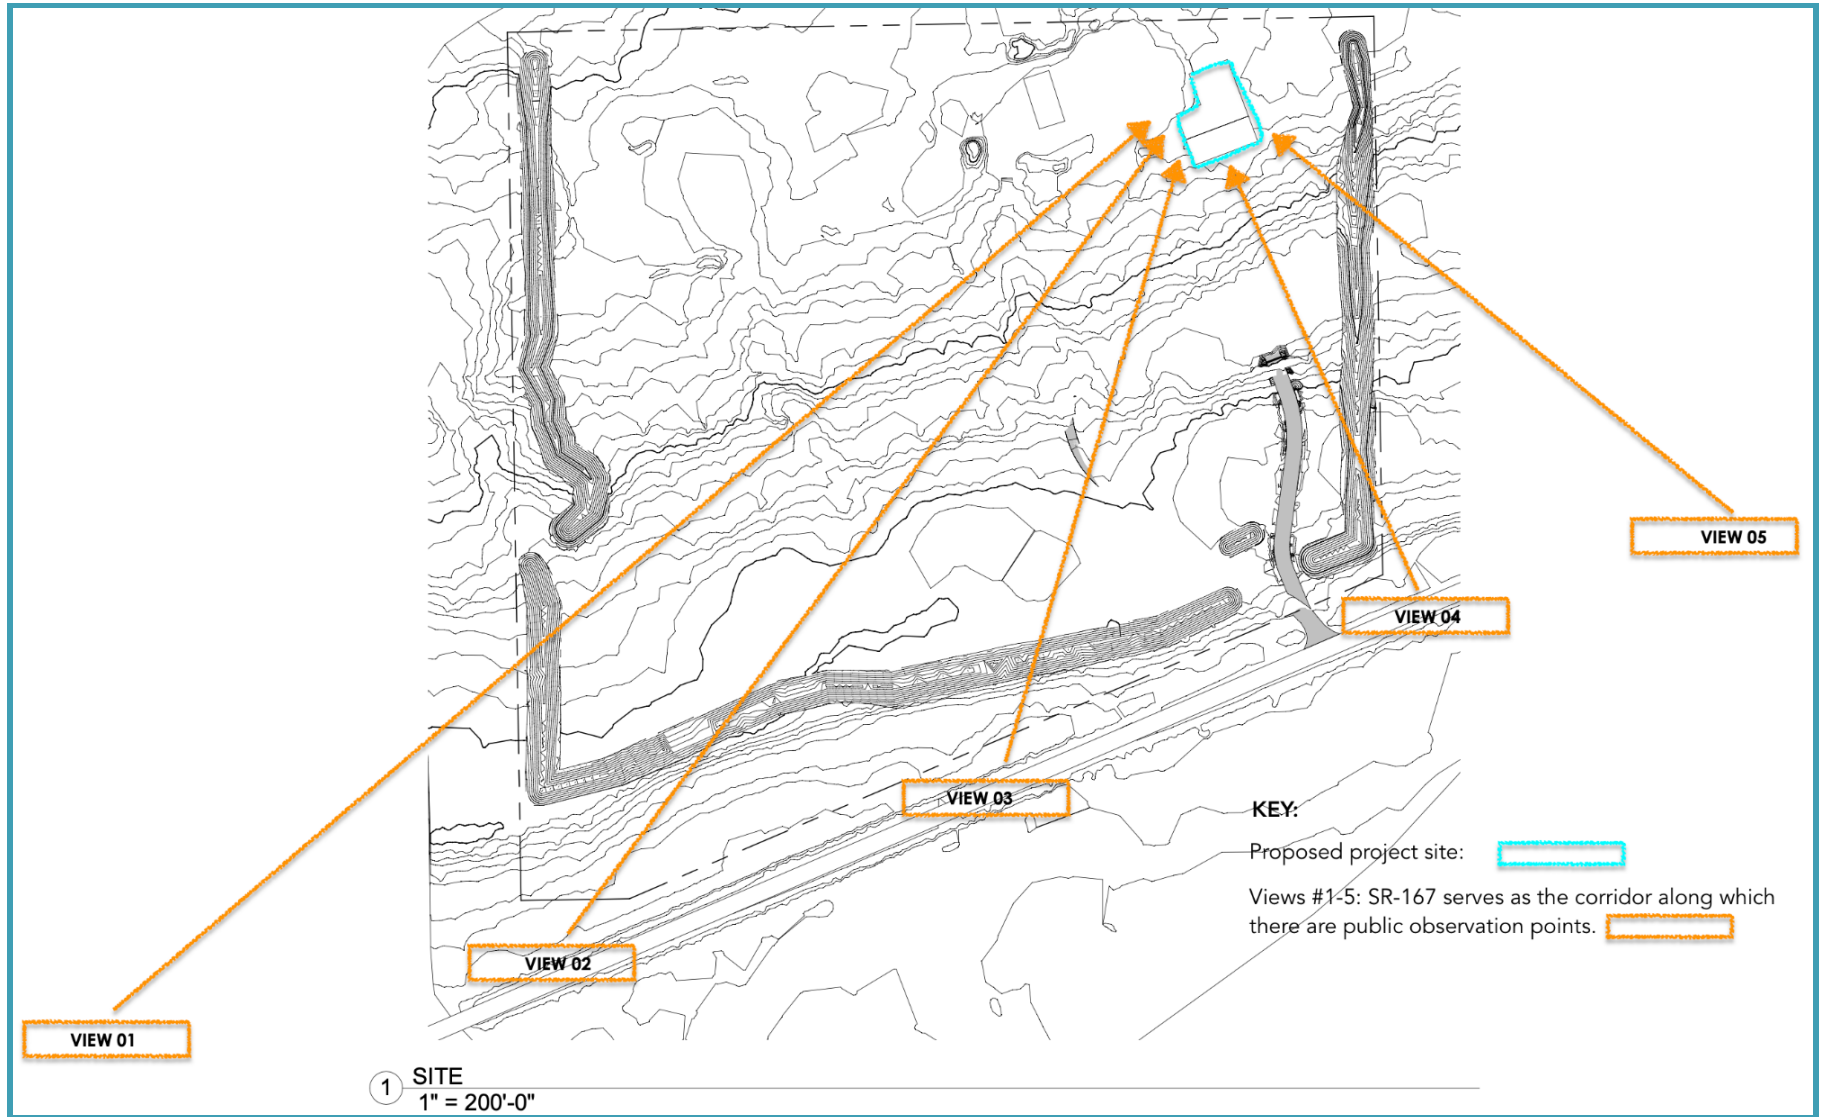 VIEW 05
VIEW 04
VIEW 03
KEY:
Proposed project site:
Views #1-5: SR-167 serves as the corridor along which
there are public observation points.
VIEW 02
VIEW 01
1 SITE
1" = 200'-0"